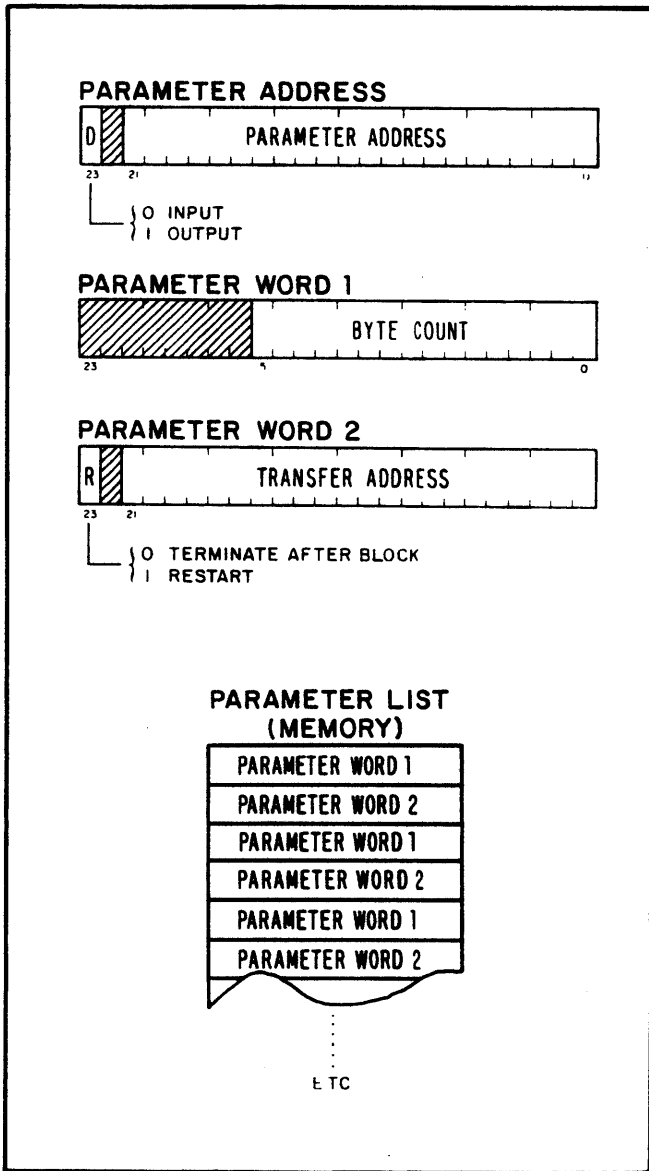 PARAMETER ADDRESS
D PARAMETER ADDRESS
23 21
0 INPUT
1 OUTPUT
PARAMETER WORD 1
BYTE COUNT
23 0
PARAMETER WORD 2
R TRANSFER ADDRESS
23 21
0 TERMINATE AFTER BLOCK
1 RESTART
PARAMETER LIST
(MEMORY)
PARAMETER WORD 1
PARAMETER WORD 2
PARAMETER WORD 1
PARAMETER WORD 2
PARAMETER WORD 1
PARAMETER WORD 2
ETC